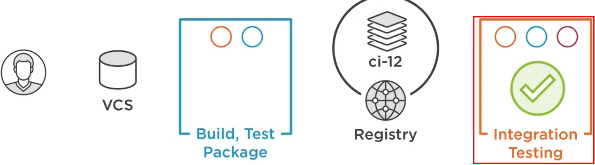 VCS
Build, Test
Package
ci-12
Registry
Integration
Testing